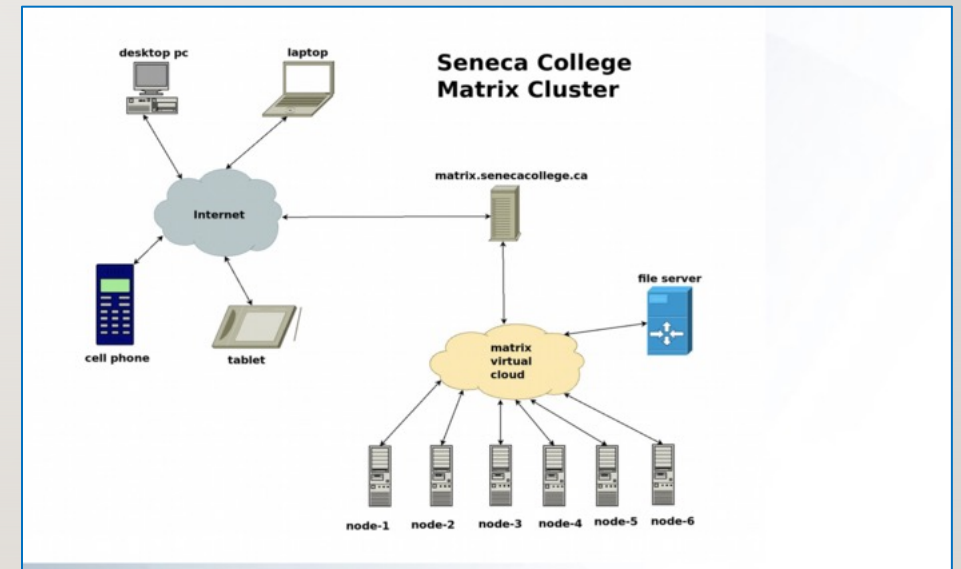 Seneca College
Matrix Cluster
desktop pc
laptop
Internet
matrix.senecacollege.ca
cell phone
tablet
file server
matrix
virtual
cloud
node-1
node-2
node-3
node-4
node-5
node-6